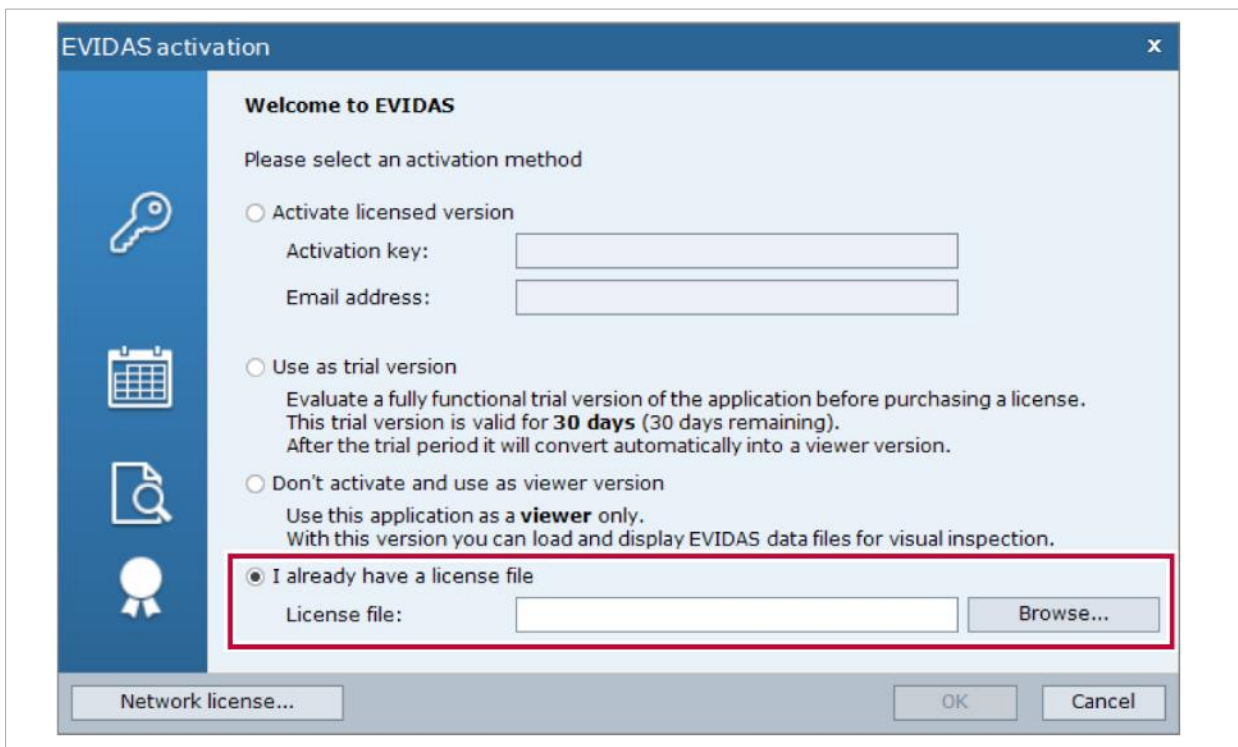 EVIDAS activation
x
Welcome to EVIDAS
Please select an activation method
Activate licensed version
Activation key:
Email address:
Use as trial version
Evaluate a fully functional trial version of the application before purchasing a license.
This trial version is valid for 30 days (30 days remaining).
After the trial period it will convert automatically into a viewer version.
Don't activate and use as viewer version
Use this application as a viewer only.
With this version you can load and display EVIDAS data files for visual inspection.
I already have a license file
License file:
Browse...
Network license...
OK
Cancel